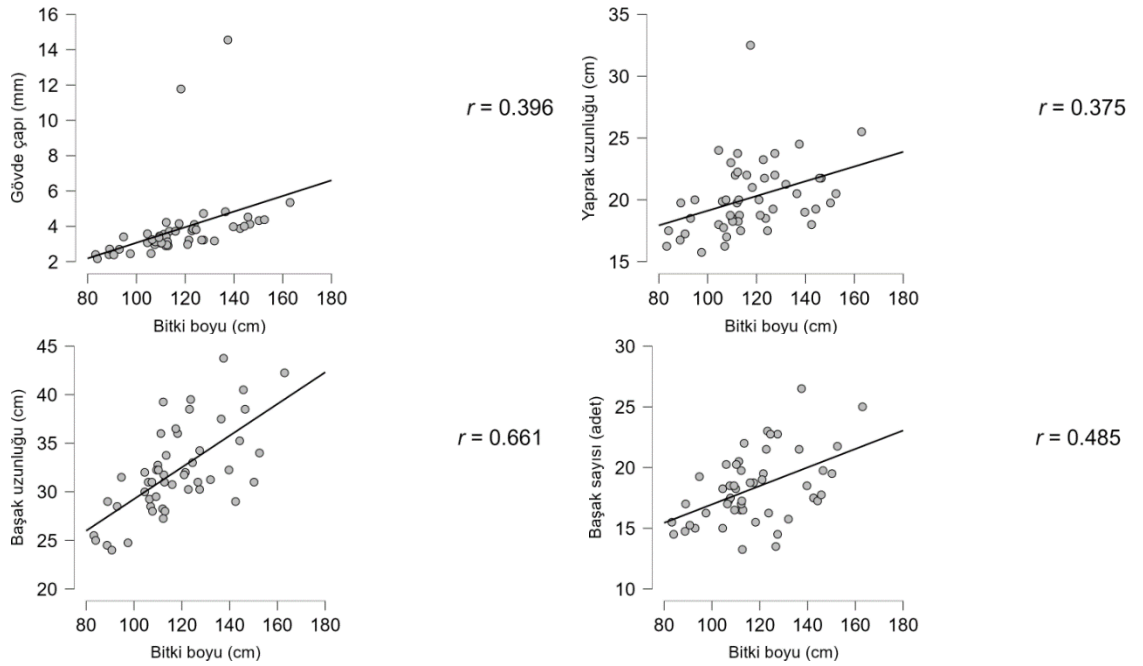 16
14
12
10
8
6
4
2
Gövde çapı (mm)
80 100 120 140 160 180
Bitki boyu (cm)
r = 0.396
35
30
25
20
15
Yaprak uzunluğu (cm)
80 100 120 140 160 180
Bitki boyu (cm)
r = 0.375
45
40
35
30
25
20
Başak uzunluğu (cm)
80 100 120 140 160 180
Bitki boyu (cm)
r = 0.661
30
25
20
15
10
Başak sayısı (adet)
80 100 120 140 160 180
Bitki boyu (cm)
r = 0.485